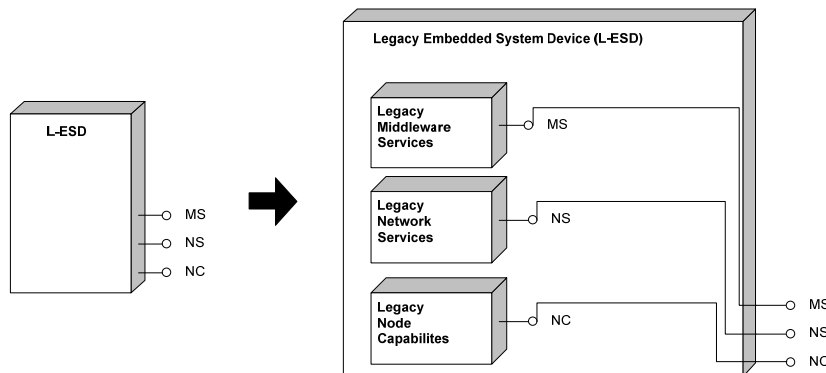 L-ESD
MS
NS
NC
Legacy Embedded System Device (L-ESD)
Legacy
Middleware
Services
MS
Legacy
Network
Services
NS
Legacy
Node
Capabilites
NC
MS
NS
NC